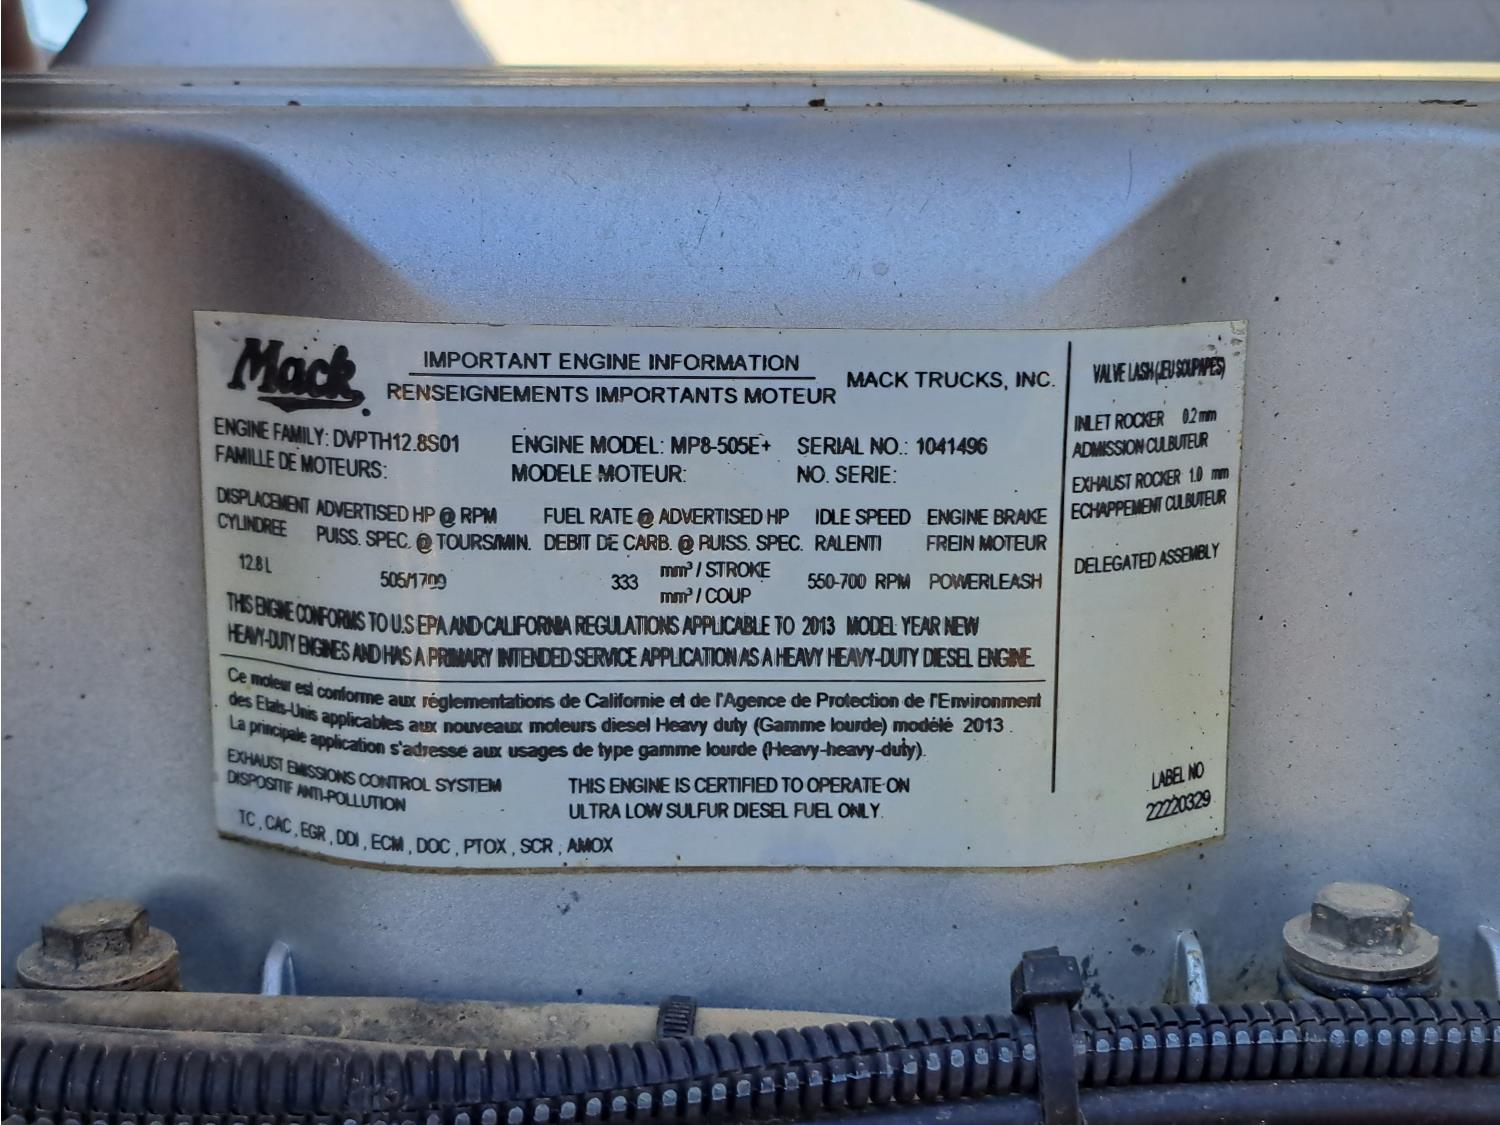 Mack
IMPORTANT ENGINE INFORMATION
RENSEIGNEMENTS IMPORTANTS MOTEUR
MACK TRUCKS, INC.
ENGINE FAMILY: DVPTH12.8S01 ENGINE MODEL: MP8-505E+ SERIAL NO.: 1041496
FAMILLE DE MOTEURS: MODELE MOTEUR: NO. SERIE:
DISPLACEMENT ADVERTISED HP @ RPM FUEL RATE @ ADVERTISED HP IDLE SPEED ENGINE BRAKE
CYLINDREE PUISS. SPEC. @ TOURS/MIN. DEBIT DE CARB. @ PUISS. SPEC. RALENTI FREIN MOTEUR
12.8 L 505/1709 333 mm³ / STROKE 550-700 RPM POWERLEASH
mm³ / COUP
THIS ENGINE CONFORMS TO U.S EPA AND CALIFORNIA REGULATIONS APPLICABLE TO 2013 MODEL YEAR NEW
HEAVY-DUTY ENGINES AND HAS A PRIMARY INTENDED SERVICE APPLICATION AS A HEAVY HEAVY-DUTY DIESEL ENGINE.
Ce moteur est conforme aux réglementations de Californie et de l'Agence de Protection de l'Environment
des Etats-Unis applicables aux nouveaux moteurs diesel Heavy duty (Gamme lourde) modélé 2013 .
La principale application s'adresse aux usages de type gamme lourde (Heavy-heavy-duty).
EXHAUST EMISSIONS CONTROL SYSTEM THIS ENGINE IS CERTIFIED TO OPERATE ON
DISPOSITIF ANTI-POLLUTION ULTRA LOW SULFUR DIESEL FUEL ONLY.
TC , CAC , EGR , DDI , ECM , DOC , PTOX , SCR , AMOX
VALVE LASH (JEU SOUPAPES)
INLET ROCKER 0.2 mm
ADMISSION CULBUTEUR
EXHAUST ROCKER 1.0 mm
ECHAPPEMENT CULBUTEUR
DELEGATED ASSEMBLY
LABEL NO
22220329